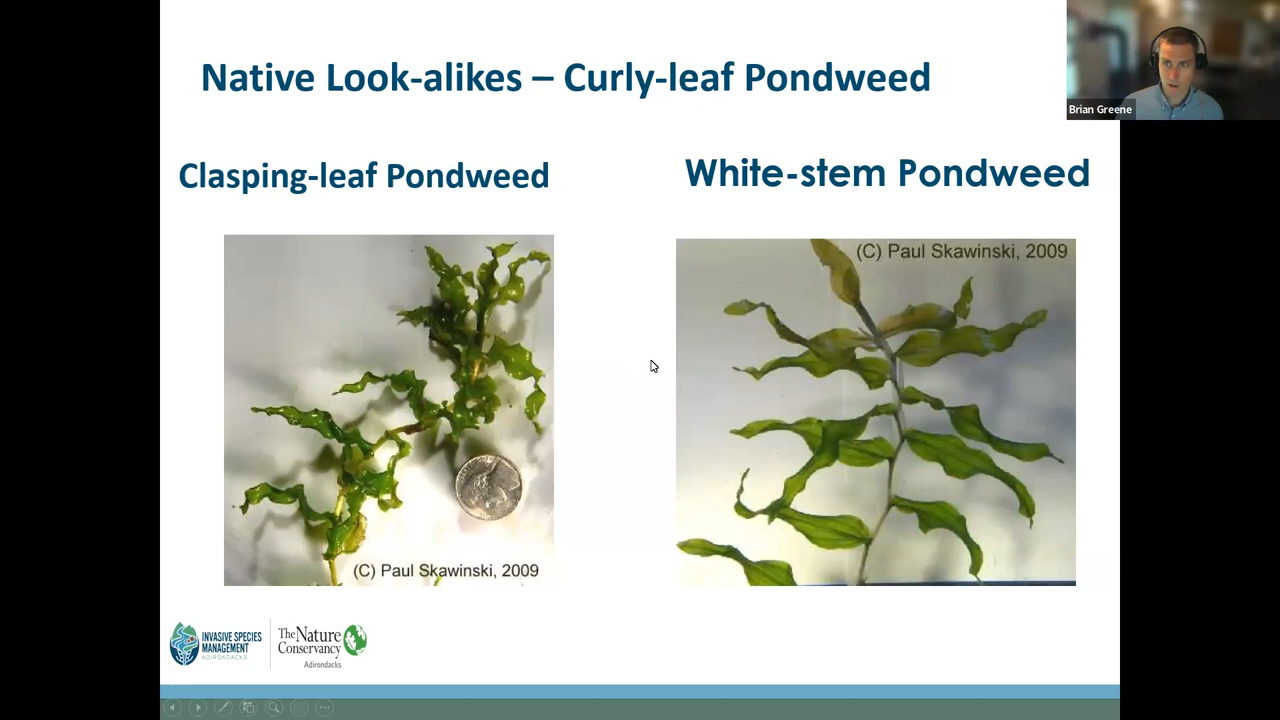 Native Look-alikes – Curly-leaf Pondweed
Brian Greene
Clasping-leaf Pondweed
White-stem Pondweed
(C) Paul Skawinski, 2009
(C) Paul Skawinski, 2009
INVASIVE SPECIES
MANAGEMENT
ADIRONDACKS
The Nature
Conservancy
Adirondacks